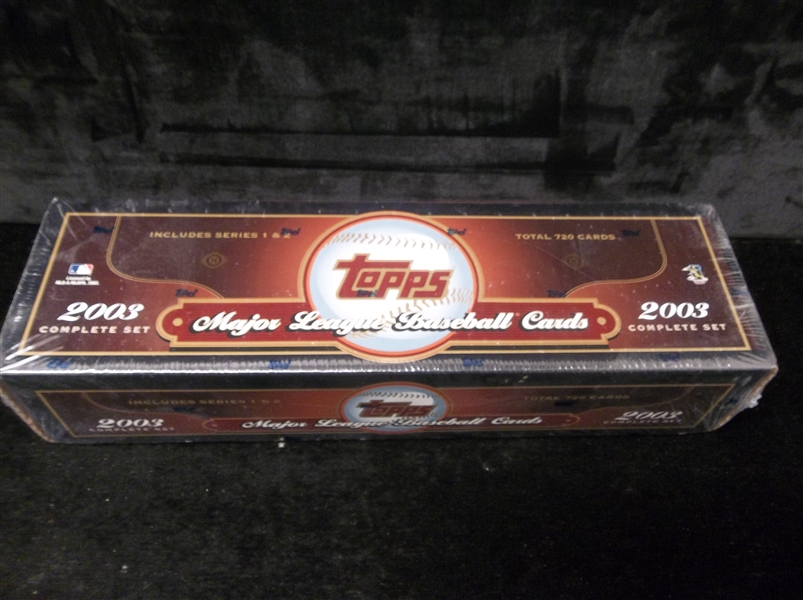 INCLUDES SERIES 1 & 2
TOTAL 720 CARDS
TOPPS
2003
COMPLETE SET
Major League Baseball Cards
2003
COMPLETE SET
INCLUDES SERIES 1 & 2
TOTAL 720 CARDS
TOPPS
2003
COMPLETE SET
Major League Baseball Cards
2003
COMPLETE SET